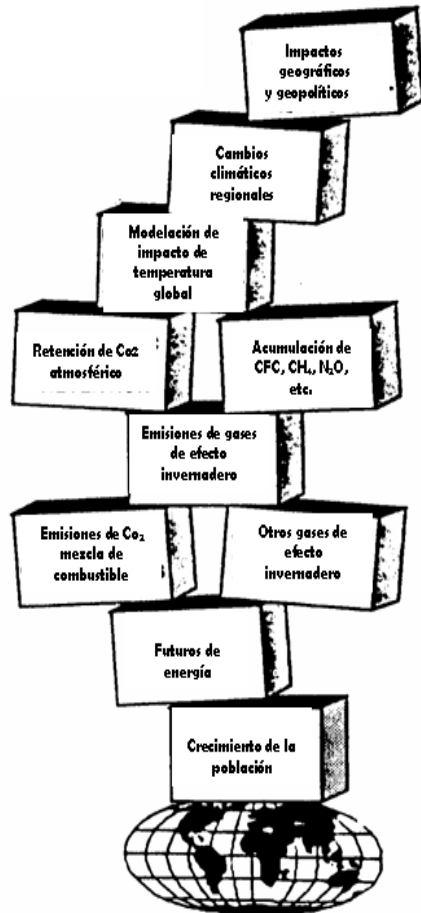 Impactos
geográficos
y geopolíticos
Cambios
climáticos
regionales
Modelación de
impacto de
temperatura
global
Retención de Co2
atmosférico
Acumulación de
CFC, CH₄, N₂O,
etc.
Emisiones de gases
de efecto
invernadero
Emisiones de Co₂
mezcla de
combustible
Otros gases de
efecto
invernadero
Futuros de
energía
Crecimiento de la
población